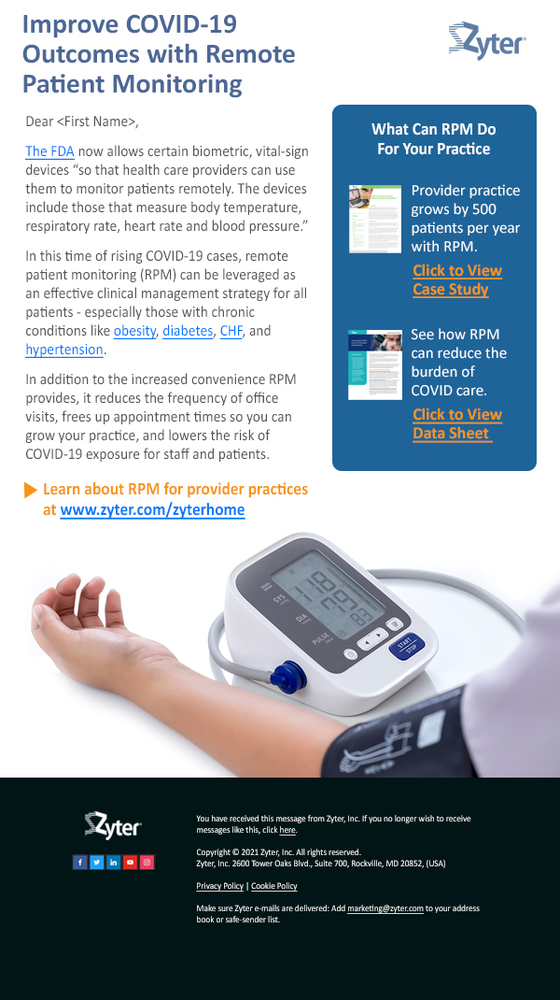 Improve COVID-19
Outcomes with Remote
Patient Monitoring
Zyter®
Dear <First Name>,
The FDA now allows certain biometric, vital-sign
devices “so that health care providers can use
them to monitor patients remotely. The devices
include those that measure body temperature,
respiratory rate, heart rate and blood pressure.”
In this time of rising COVID-19 cases, remote
patient monitoring (RPM) can be leveraged as
an effective clinical management strategy for all
patients - especially those with chronic
conditions like obesity, diabetes, CHF, and
hypertension.
In addition to the increased convenience RPM
provides, it reduces the frequency of office
visits, frees up appointment times so you can
grow your practice, and lowers the risk of
COVID-19 exposure for staff and patients.
Learn about RPM for provider practices
at www.zyter.com/zyterhome
What Can RPM Do
For Your Practice
Provider practice
grows by 500
patients per year
with RPM.
Click to View
Case Study
See how RPM
can reduce the
burden of
COVID care.
Click to View
Data Sheet
SYS
DIA
PULSE
START
STOP
Zyter®
You have received this message from Zyter, Inc. If you no longer wish to receive
messages like this, click here.
Copyright © 2021 Zyter, Inc. All rights reserved.
Zyter, Inc. 2600 Tower Oaks Blvd., Suite 700, Rockville, MD 20852, (USA)
Privacy Policy | Cookie Policy
Make sure Zyter e-mails are delivered: Add marketing@zyter.com to your address
book or safe-sender list.